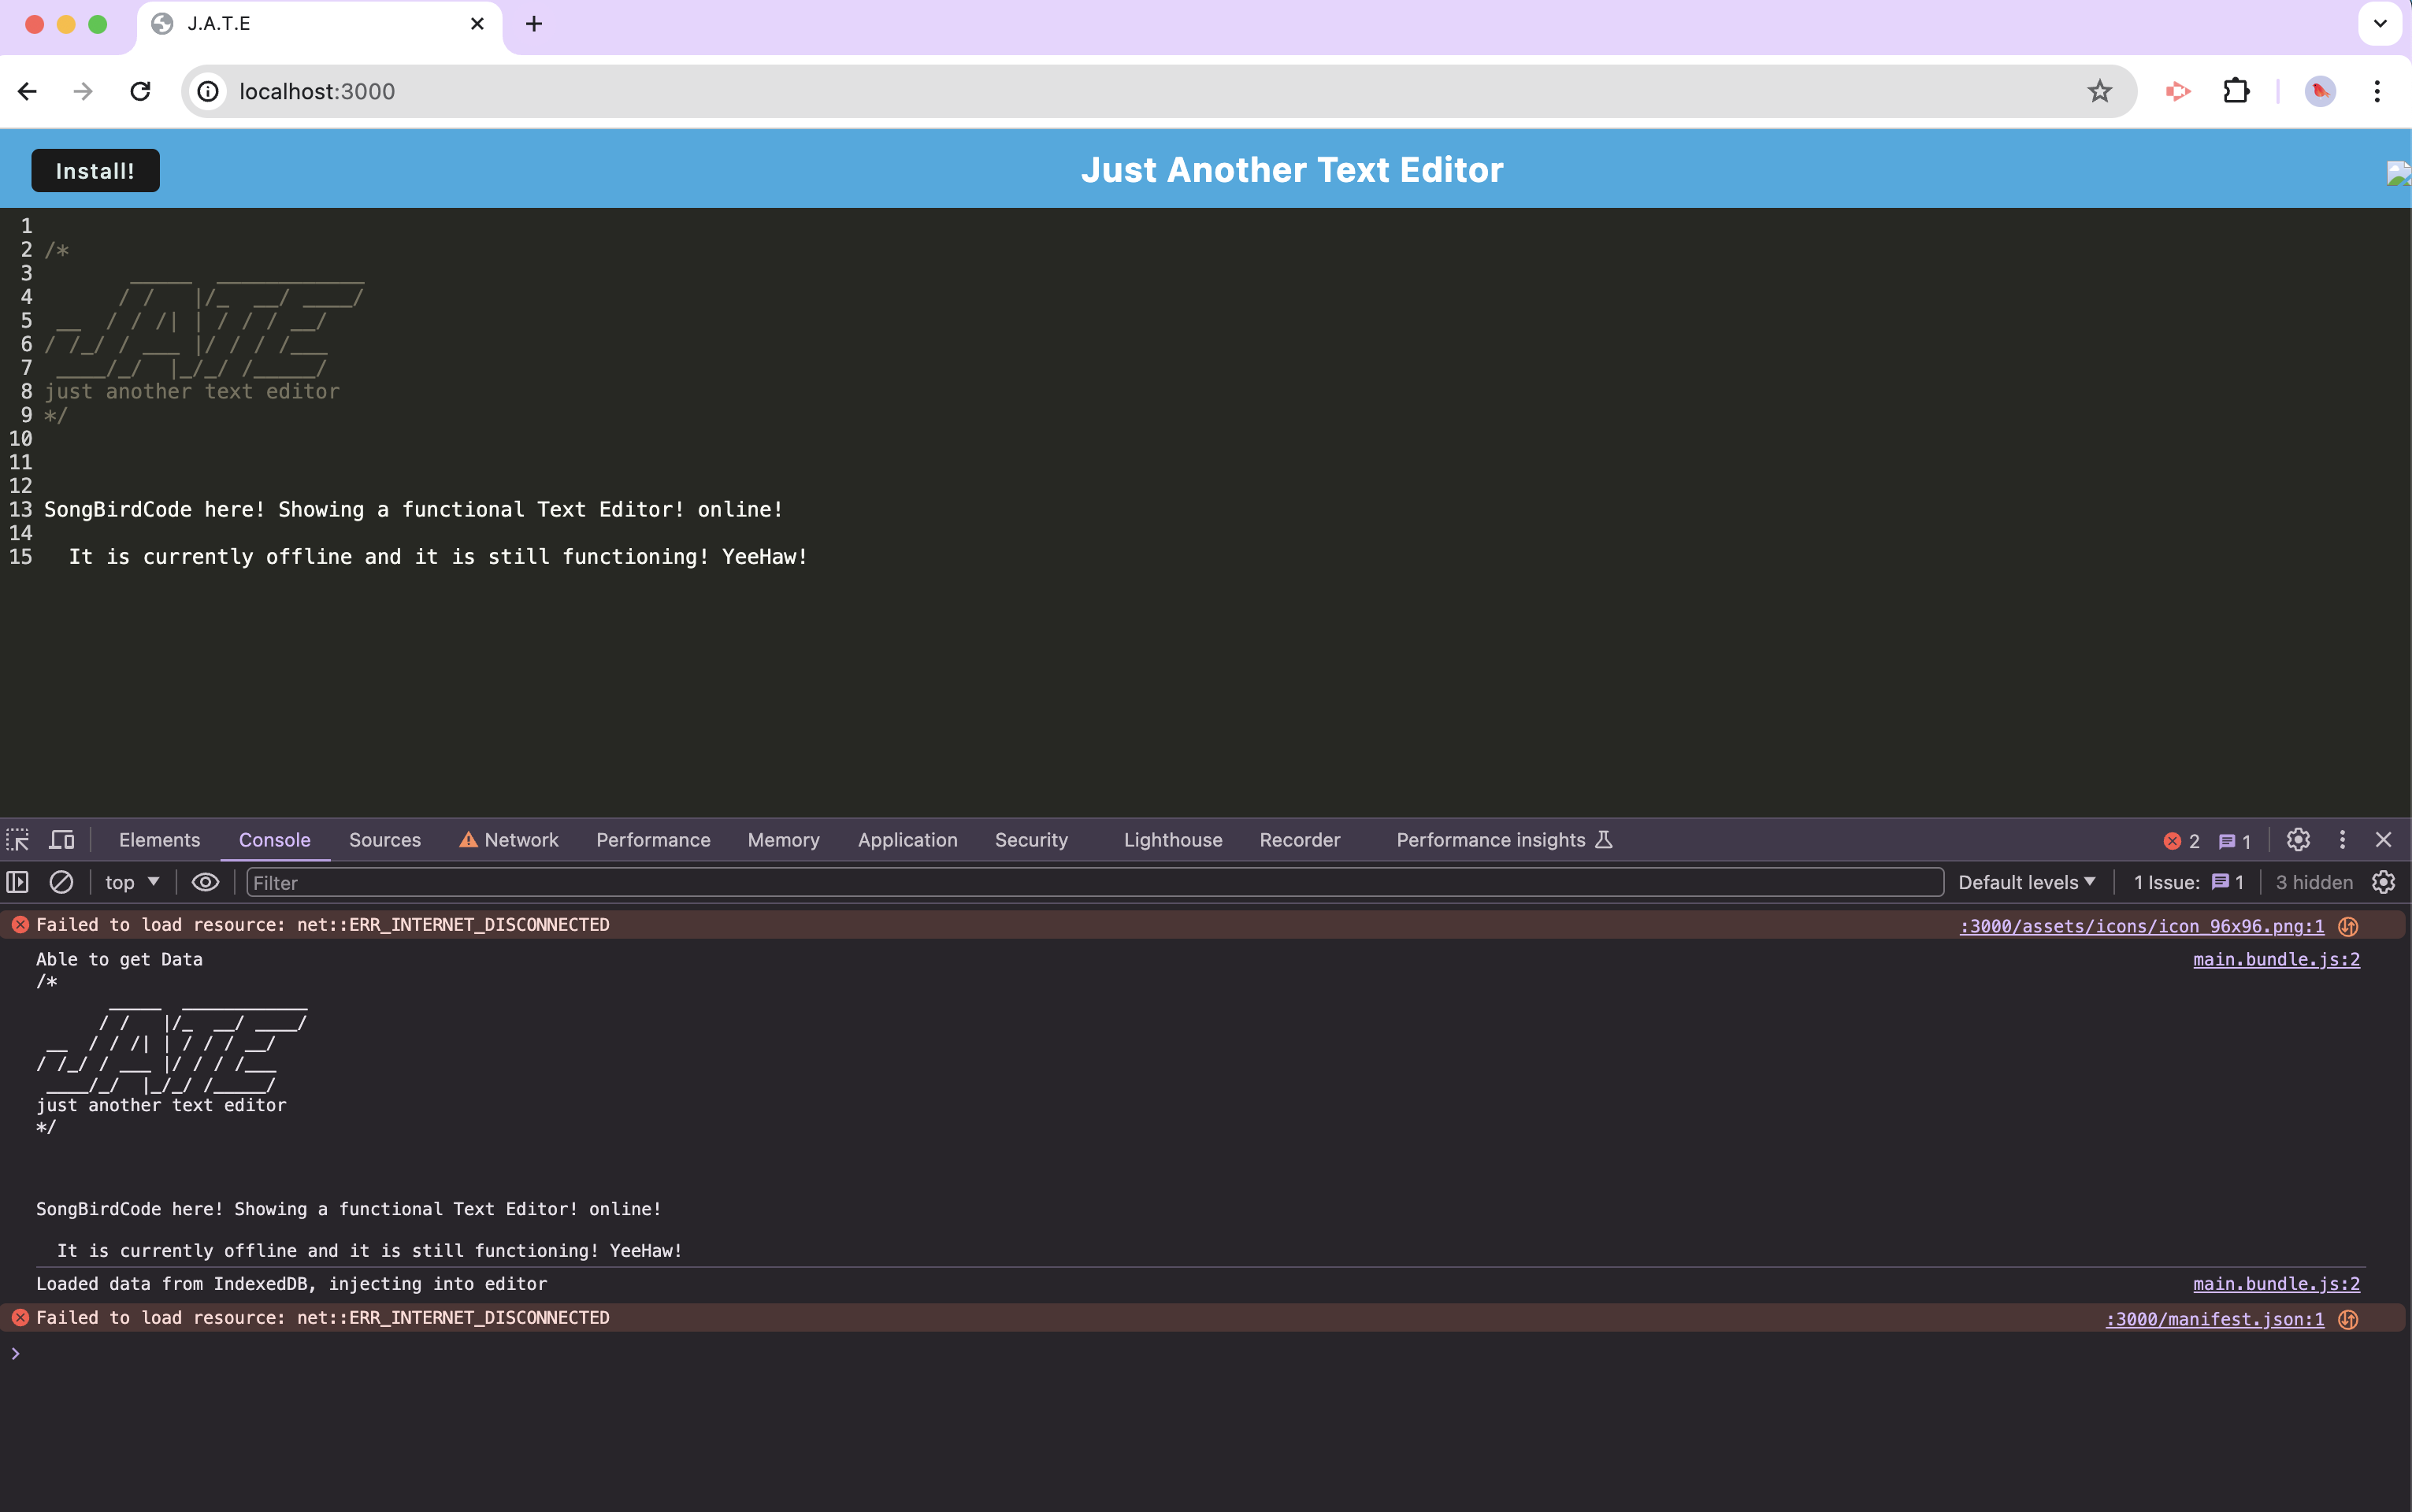 J.A.T.E
localhost:3000
Install!
Just Another Text Editor
1
2 /*
3        _____  ____________
4       / /   |/_  __/ ____/
5  __  / / /| | / / / __/
6 / /_/ / ___ |/ / / /___
7  ____/_/  |_/_/ /_____/
8 just another text editor
9 */
10
11
12
13 SongBirdCode here! Showing a functional Text Editor! online!
14
15   It is currently offline and it is still functioning! YeeHaw!
Elements Console Sources Network Performance Memory Application Security Lighthouse Recorder Performance insights 2 1
top Filter Default levels 1 Issue: 1 3 hidden
Failed to load resource: net::ERR_INTERNET_DISCONNECTED :3000/assets/icons/icon_96x96.png:1
Able to get Data main.bundle.js:2
/*
       _____  ____________
      / /   |/_  __/ ____/
 __  / / /| | / / / __/
/ /_/ / ___ |/ / / /___
 ____/_/  |_/_/ /_____/
just another text editor
*/
SongBirdCode here! Showing a functional Text Editor! online!
  It is currently offline and it is still functioning! YeeHaw!
Loaded data from IndexedDB, injecting into editor main.bundle.js:2
Failed to load resource: net::ERR_INTERNET_DISCONNECTED :3000/manifest.json:1